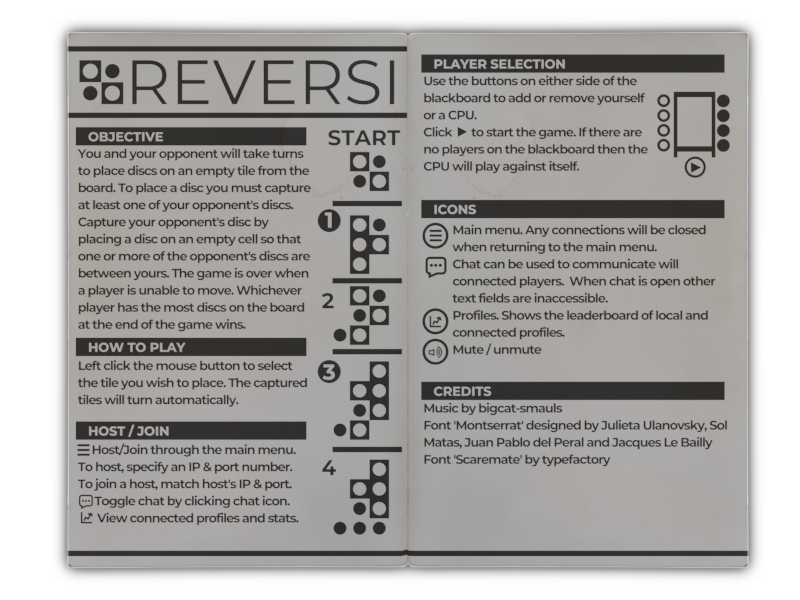 REVERSI
OBJECTIVE
You and your opponent will take turns
to place discs on an empty tile from the
board. To place a disc you must capture
at least one of your opponent's discs.
Capture your opponent's disc by
placing a disc on an empty cell so that
one or more of the opponent's discs are
between yours. The game is over when
a player is unable to move. Whichever
player has the most discs on the board
at the end of the game wins.
HOW TO PLAY
Left click the mouse button to select
the tile you wish to place. The captured
tiles will turn automatically.
HOST / JOIN
Host/Join through the main menu.
To host, specify an IP & port number.
To join a host, match host's IP & port.
Toggle chat by clicking chat icon.
View connected profiles and stats.
START
1
2
3
4
PLAYER SELECTION
Use the buttons on either side of the
blackboard to add or remove yourself
or a CPU.
Click ▶ to start the game. If there are
no players on the blackboard then the
CPU will play against itself.
ICONS
Main menu. Any connections will be closed
when returning to the main menu.
Chat can be used to communicate will
connected players. When chat is open other
text fields are inaccessible.
Profiles. Shows the leaderboard of local and
connected profiles.
Mute / unmute
CREDITS
Music by bigcat-smauls
Font 'Montserrat' designed by Julieta Ulanovsky, Sol
Matas, Juan Pablo del Peral and Jacques Le Bailly
Font 'Scaremate' by typefactory